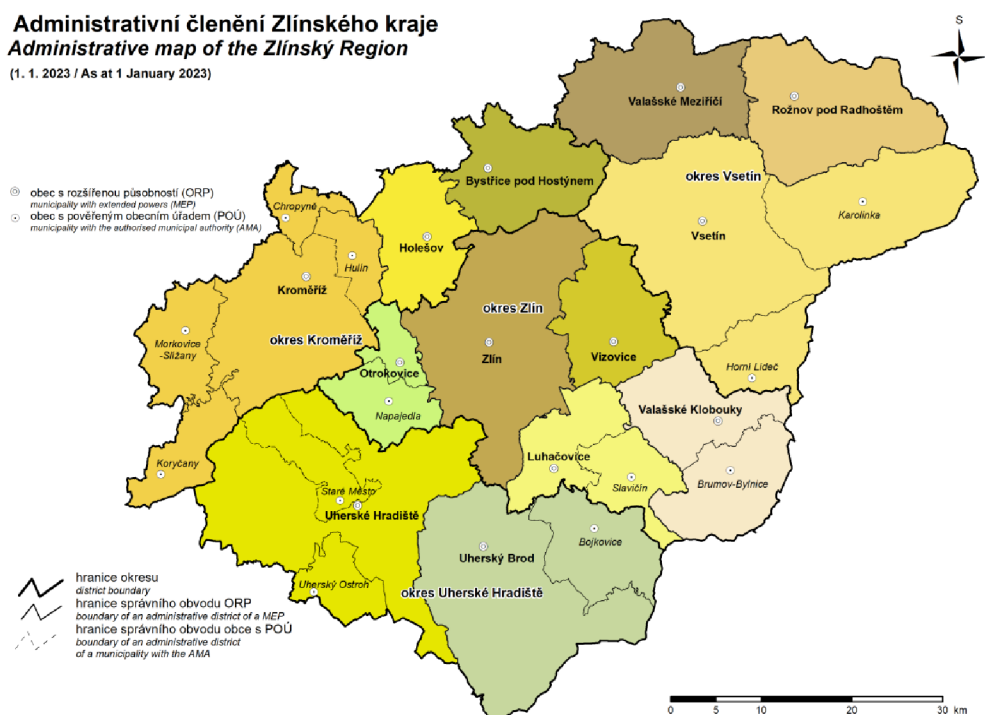 Administrativní členění Zlínského kraje
Administrative map of the Zlínský Region
(1. 1. 2023 / As at 1 January 2023)
S
obec s rozšířenou působností (ORP)
municipality with extended powers (MEP)
obec s pověřeným obecním úřadem (POÚ)
municipality with the authorised municipal authority (AMA)
Valašské Meziříčí
Rožnov pod Radhoštěm
Bystřice pod Hostýnem
okres Vsetín
Chropyně
Karolinka
Holešov
Vsetín
Hulín
Kroměříž
okres Zlín
okres Kroměříž
Morkovice
-Slížany
Zlín
Vizovice
Otrokovice
Horní Lideč
Napajedla
Valašské Klobouky
Luhačovice
Koryčany
Slavičín
Brumov-Bylnice
Staré Město
Uherské Hradiště
Bojkovice
Uherský Brod
Uherský Ostroh
okres Uherské Hradiště
hranice okresu
district boundary
hranice správního obvodu ORP
boundary of an administrative district of a MEP
hranice správního obvodu obce s POÚ
boundary of an administrative district
of a municipality with the AMA
0 5 10 20 30 km